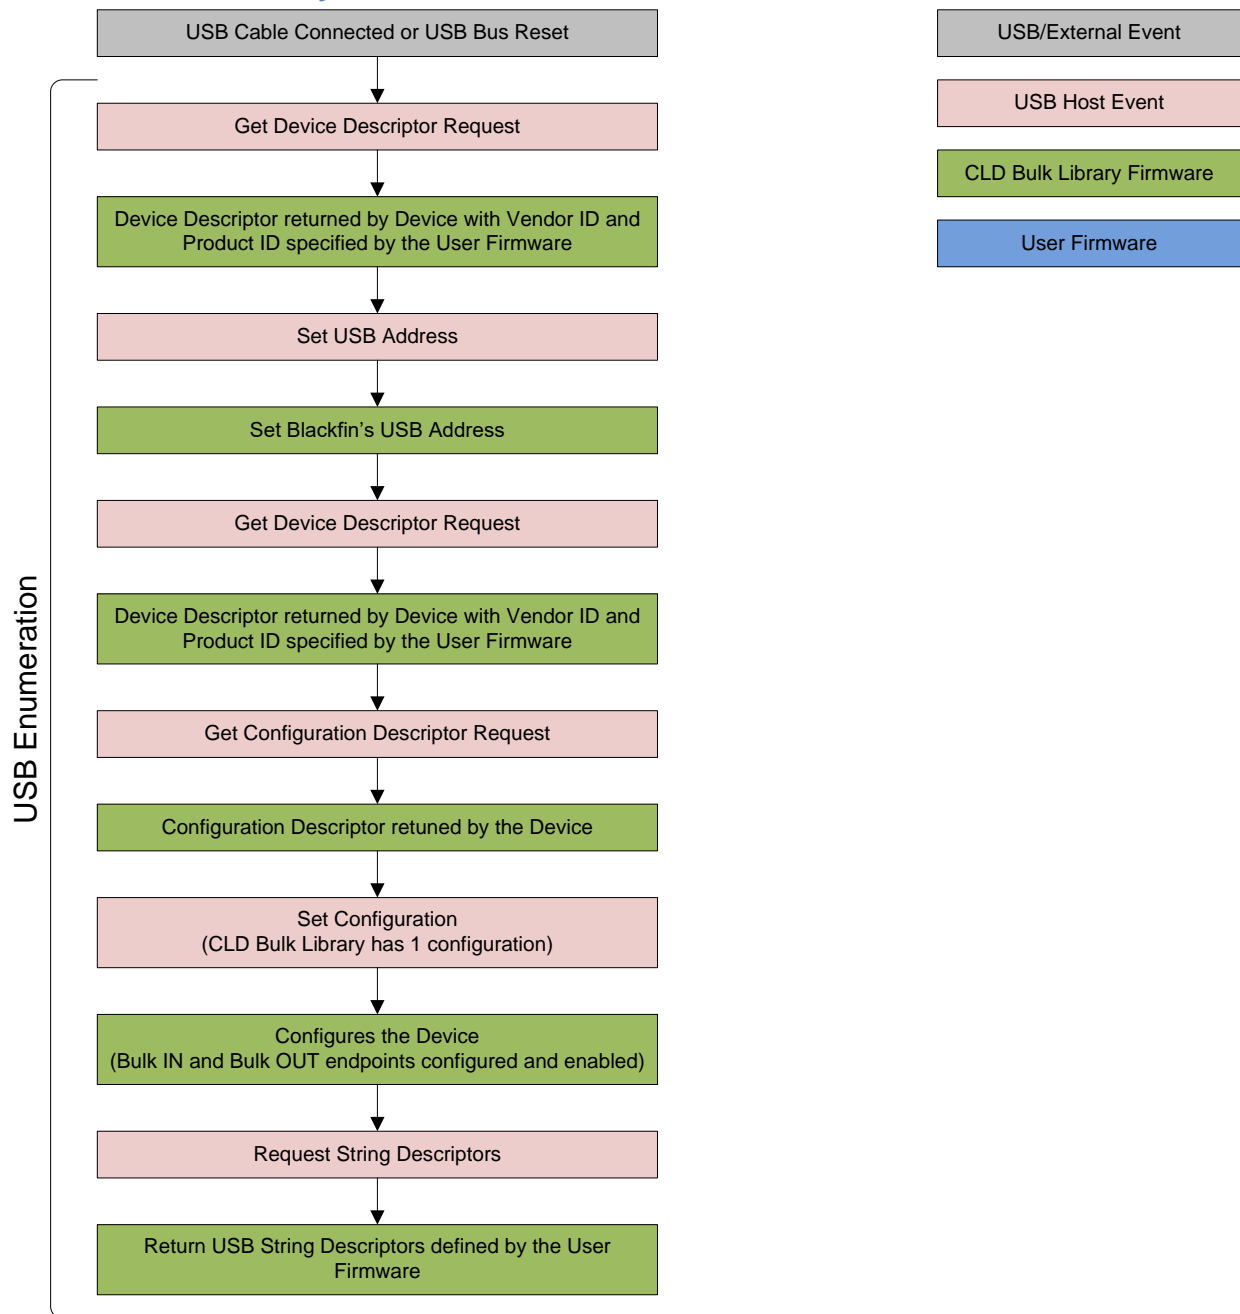 USB Cable Connected or USB Bus Reset
Get Device Descriptor Request
Device Descriptor returned by Device with Vendor ID and
Product ID specified by the User Firmware
Set USB Address
Set Blackfin's USB Address
Get Device Descriptor Request
Device Descriptor returned by Device with Vendor ID and
Product ID specified by the User Firmware
Get Configuration Descriptor Request
Configuration Descriptor retuned by the Device
Set Configuration
(CLD Bulk Library has 1 configuration)
Configures the Device
(Bulk IN and Bulk OUT endpoints configured and enabled)
Request String Descriptors
Return USB String Descriptors defined by the User
Firmware
USB Enumeration
USB/External Event
USB Host Event
CLD Bulk Library Firmware
User Firmware